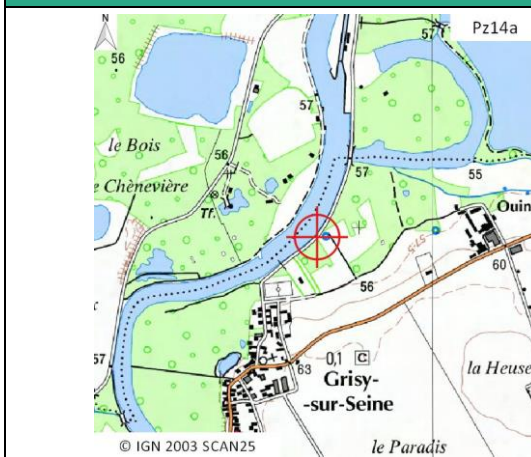 N
Pz14a
56
57
57
le Bois
56
57
55
Chènevière
Tf.
Ouin
56
60
57
63
0,1 C
Grisy-
-sur-Seine
la Heuse
le Paradis
© IGN 2003 SCAN25